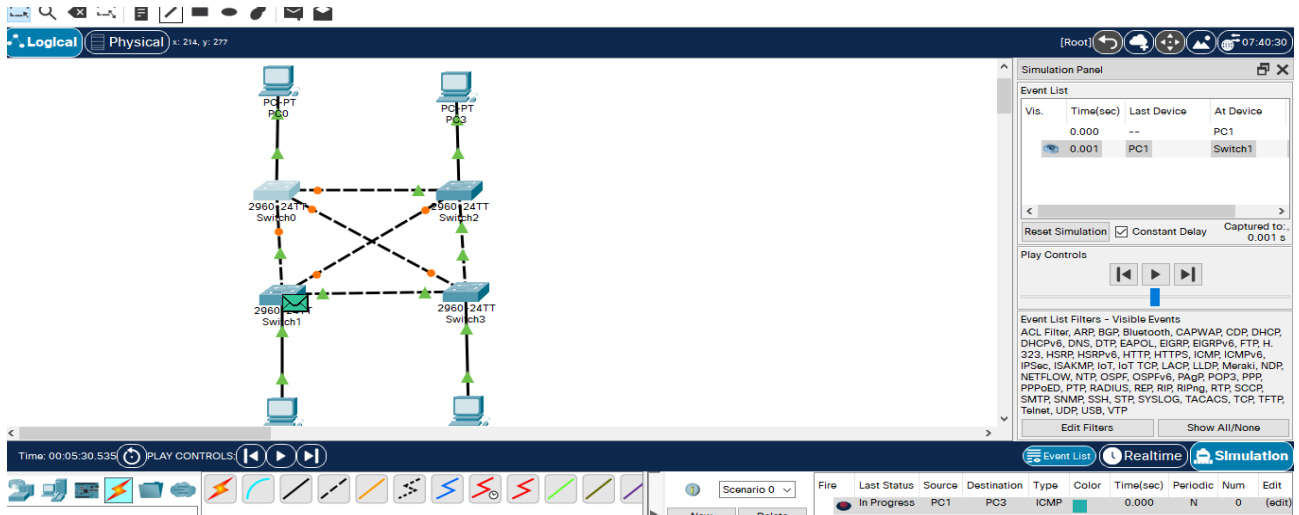 Logical Physical x: 214, y: 277 [Root] 07:40:30
Simulation Panel
Event List
Vis. Time(sec) Last Device At Device
0.000 -- PC1
0.001 PC1 Switch1
Reset Simulation Constant Delay Captured to:
0.001 s
Play Controls
Event List Filters - Visible Events
ACL Filter, ARP, BGP, Bluetooth, CAPWAP, CDP, DHCP,
DHCPv6, DNS, DTP, EAPOL, EIGRP, EIGRPv6, FTP, H.
323, HSRP, HSRPv6, HTTP, HTTPS, ICMP, ICMPv6,
IPSec, ISAKMP, IoT, IoT TCP, LACP, LLDP, Meraki, NDP,
NETFLOW, NTP, OSPF, OSPFv6, PAgP, POP3, PPP,
PPPoED, PTP, RADIUS, REP, RIP, RIPng, RTP, SCCP,
SMTP, SNMP, SSH, STP, SYSLOG, TACACS, TCP, TFTP,
Telnet, UDP, USB, VTP
Edit Filters Show All/None
PC-PT
PC0
PC-PT
PC3
2960-24TT
Switch0
2960-24TT
Switch2
2960-24TT
Switch1
2960-24TT
Switch3
Time: 00:05:30.535 PLAY CONTROLS: Event List Realtime Simulation
Scenario 0
New Delete
Fire Last Status Source Destination Type Color Time(sec) Periodic Num Edit
In Progress PC1 PC3 ICMP 0.000 N 0 (edit)